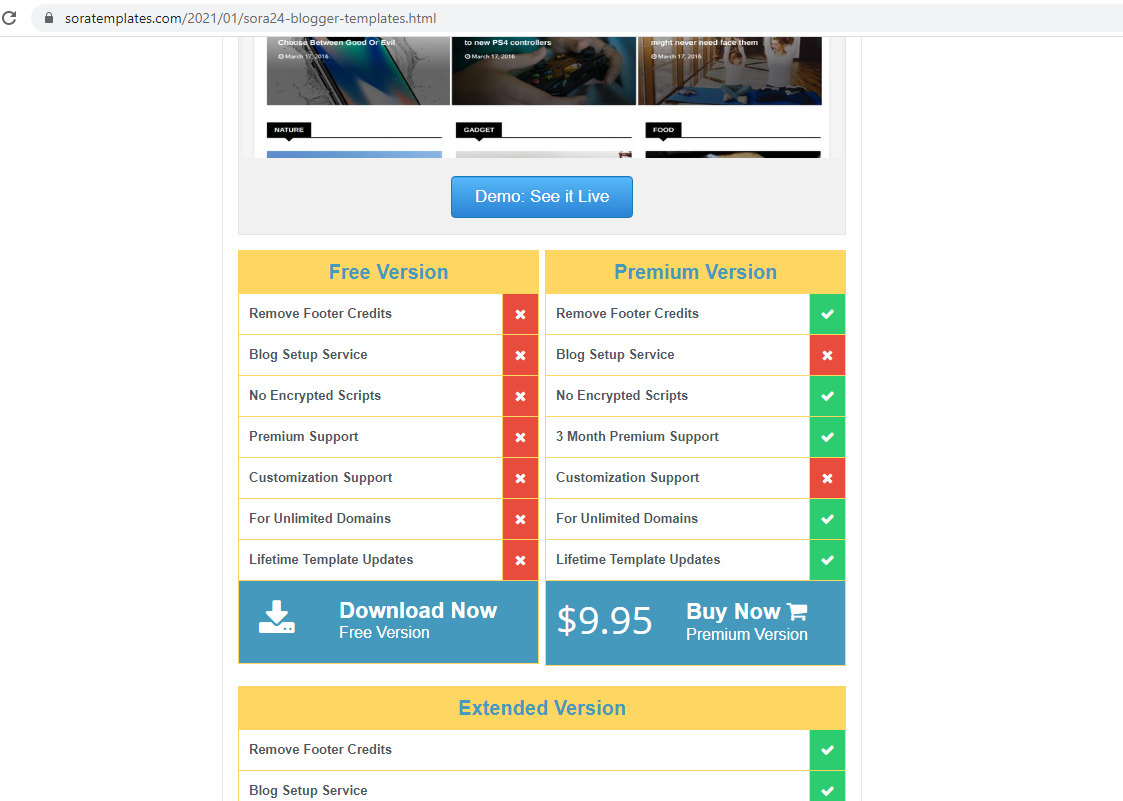 soratemplates.com/2021/01/sora24-blogger-templates.html
Choose Between Good Or Evil
March 17, 2016
to new PS4 controllers
March 17, 2016
might never need face them
March 17, 2016
NATURE
GADGET
FOOD
Demo: See it Live
Free Version
Remove Footer Credits
Blog Setup Service
No Encrypted Scripts
Premium Support
Customization Support
For Unlimited Domains
Lifetime Template Updates
Download Now
Free Version
Premium Version
Remove Footer Credits
Blog Setup Service
No Encrypted Scripts
3 Month Premium Support
Customization Support
For Unlimited Domains
Lifetime Template Updates
$9.95
Buy Now
Premium Version
Extended Version
Remove Footer Credits
Blog Setup Service